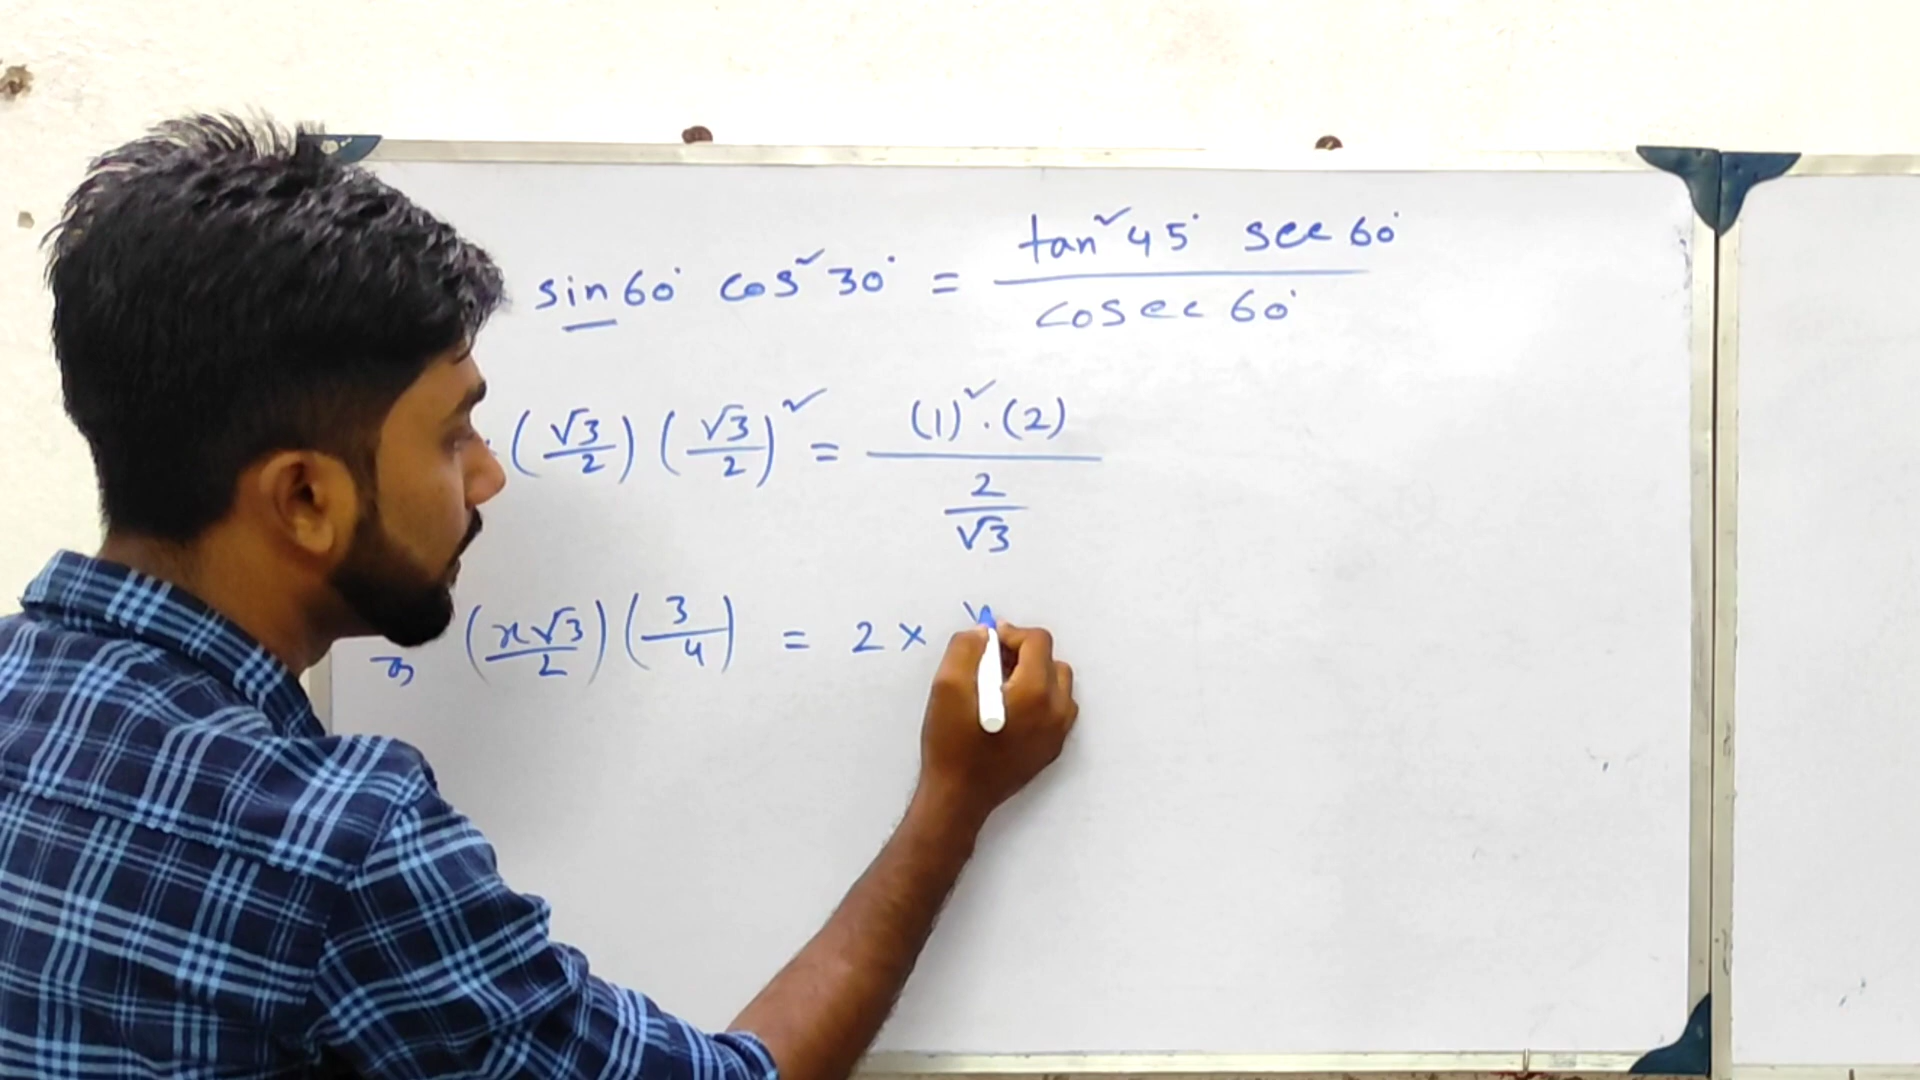 sin 60° cos² 30° = tan² 45° sec 60° / cosec 60°
(√3/2) (√3/2)² = (1)² . (2) / (2/√3)
⇒ (x√3/2) (3/4) = 2 ×